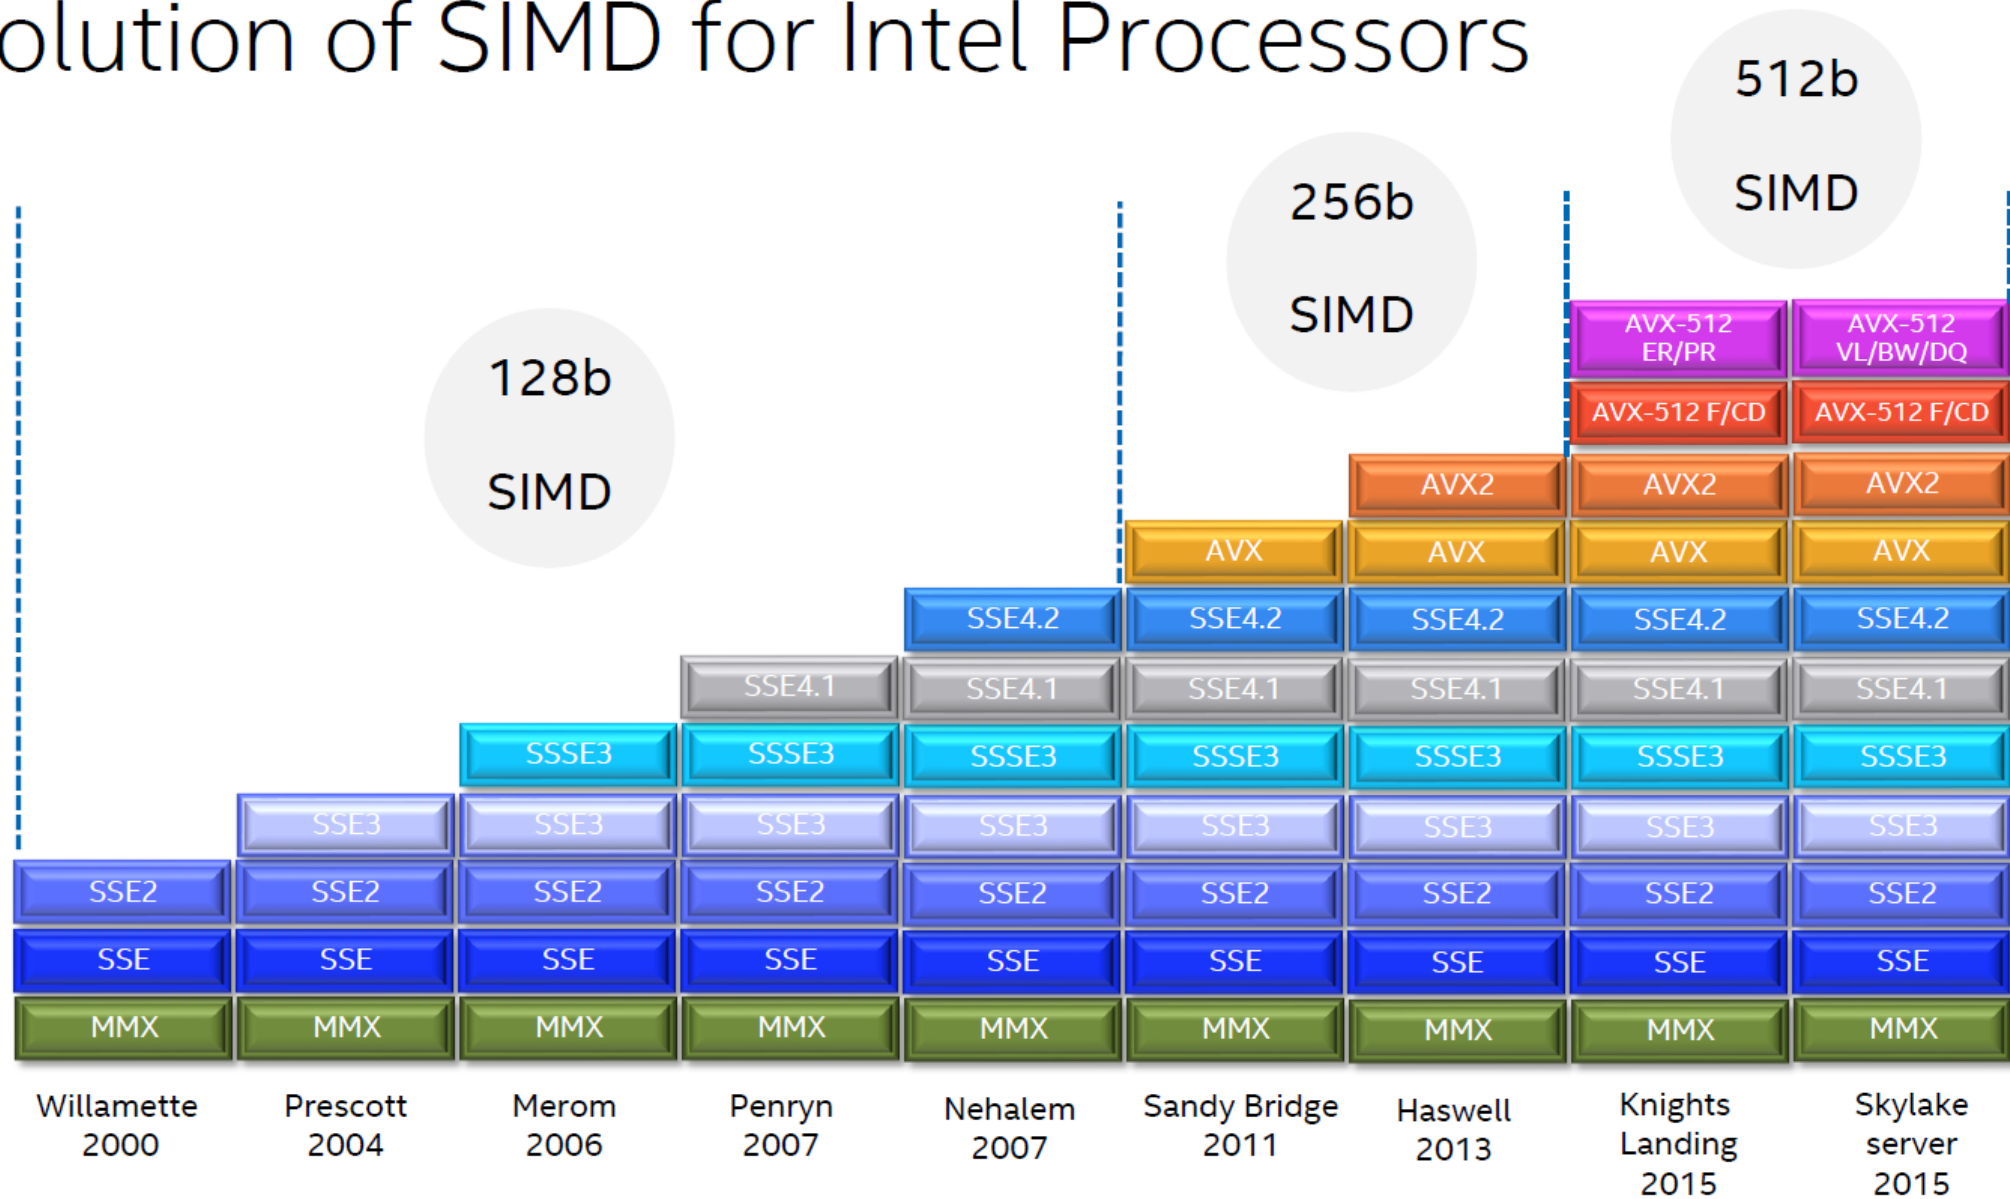 olution of SIMD for Intel Processors
512b
SIMD
256b
SIMD
128b
SIMD
AVX-512
ER/PR
AVX-512
VL/BW/DQ
AVX-512 F/CD
AVX-512 F/CD
AVX2
AVX2
AVX2
AVX
AVX
AVX
AVX
SSE4.2
SSE4.2
SSE4.2
SSE4.2
SSE4.2
SSE4.1
SSE4.1
SSE4.1
SSE4.1
SSE4.1
SSE4.1
SSSE3
SSSE3
SSSE3
SSSE3
SSSE3
SSSE3
SSSE3
SSE3
SSE3
SSE3
SSE3
SSE3
SSE3
SSE3
SSE3
SSE2
SSE2
SSE2
SSE2
SSE2
SSE2
SSE2
SSE2
SSE2
SSE
SSE
SSE
SSE
SSE
SSE
SSE
SSE
SSE
MMX
MMX
MMX
MMX
MMX
MMX
MMX
MMX
MMX
Willamette
2000
Prescott
2004
Merom
2006
Penryn
2007
Nehalem
2007
Sandy Bridge
2011
Haswell
2013
Knights
Landing
2015
Skylake
server
2015